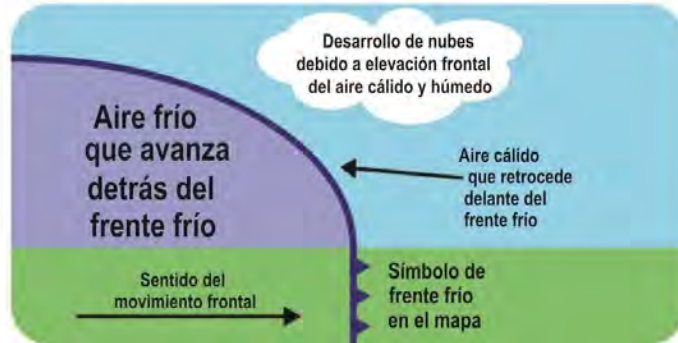 Desarrollo de nubes
debido a elevación frontal
del aire cálido y húmedo
Aire frío
que avanza
detrás del
frente frío
Aire cálido
que retrocede
delante del
frente frío
Sentido del
movimiento frontal
Símbolo de
frente frío
en el mapa